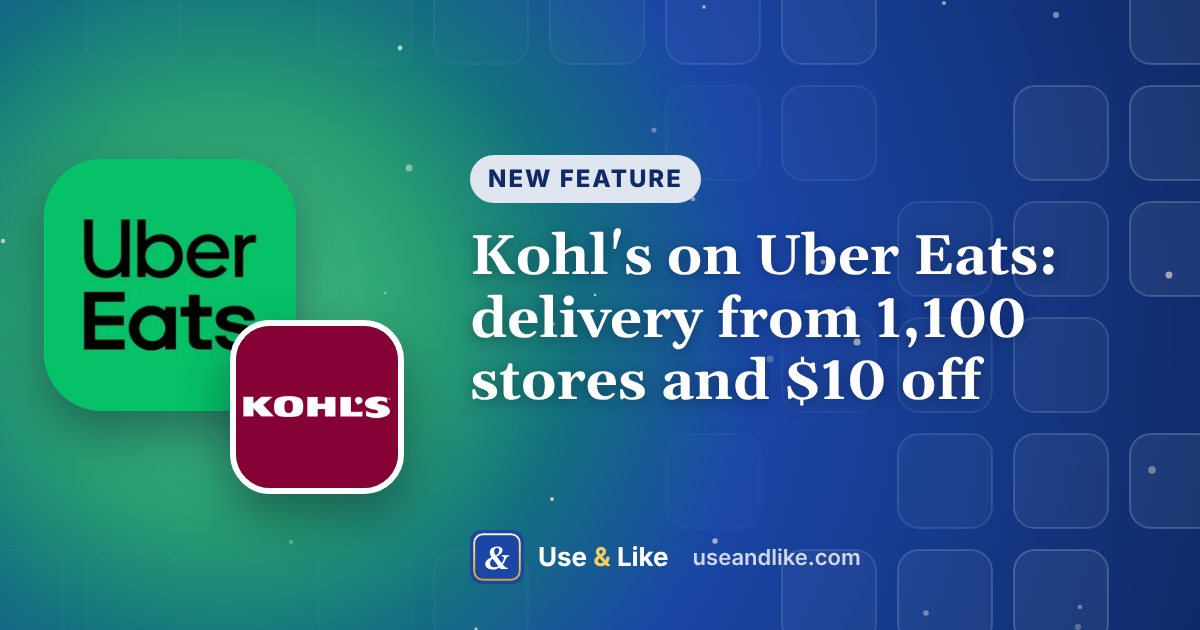 Uber
Eats
KOHL'S
NEW FEATURE
Kohl's on Uber Eats:
delivery from 1,100
stores and $10 off
& Use & Like useandlike.com